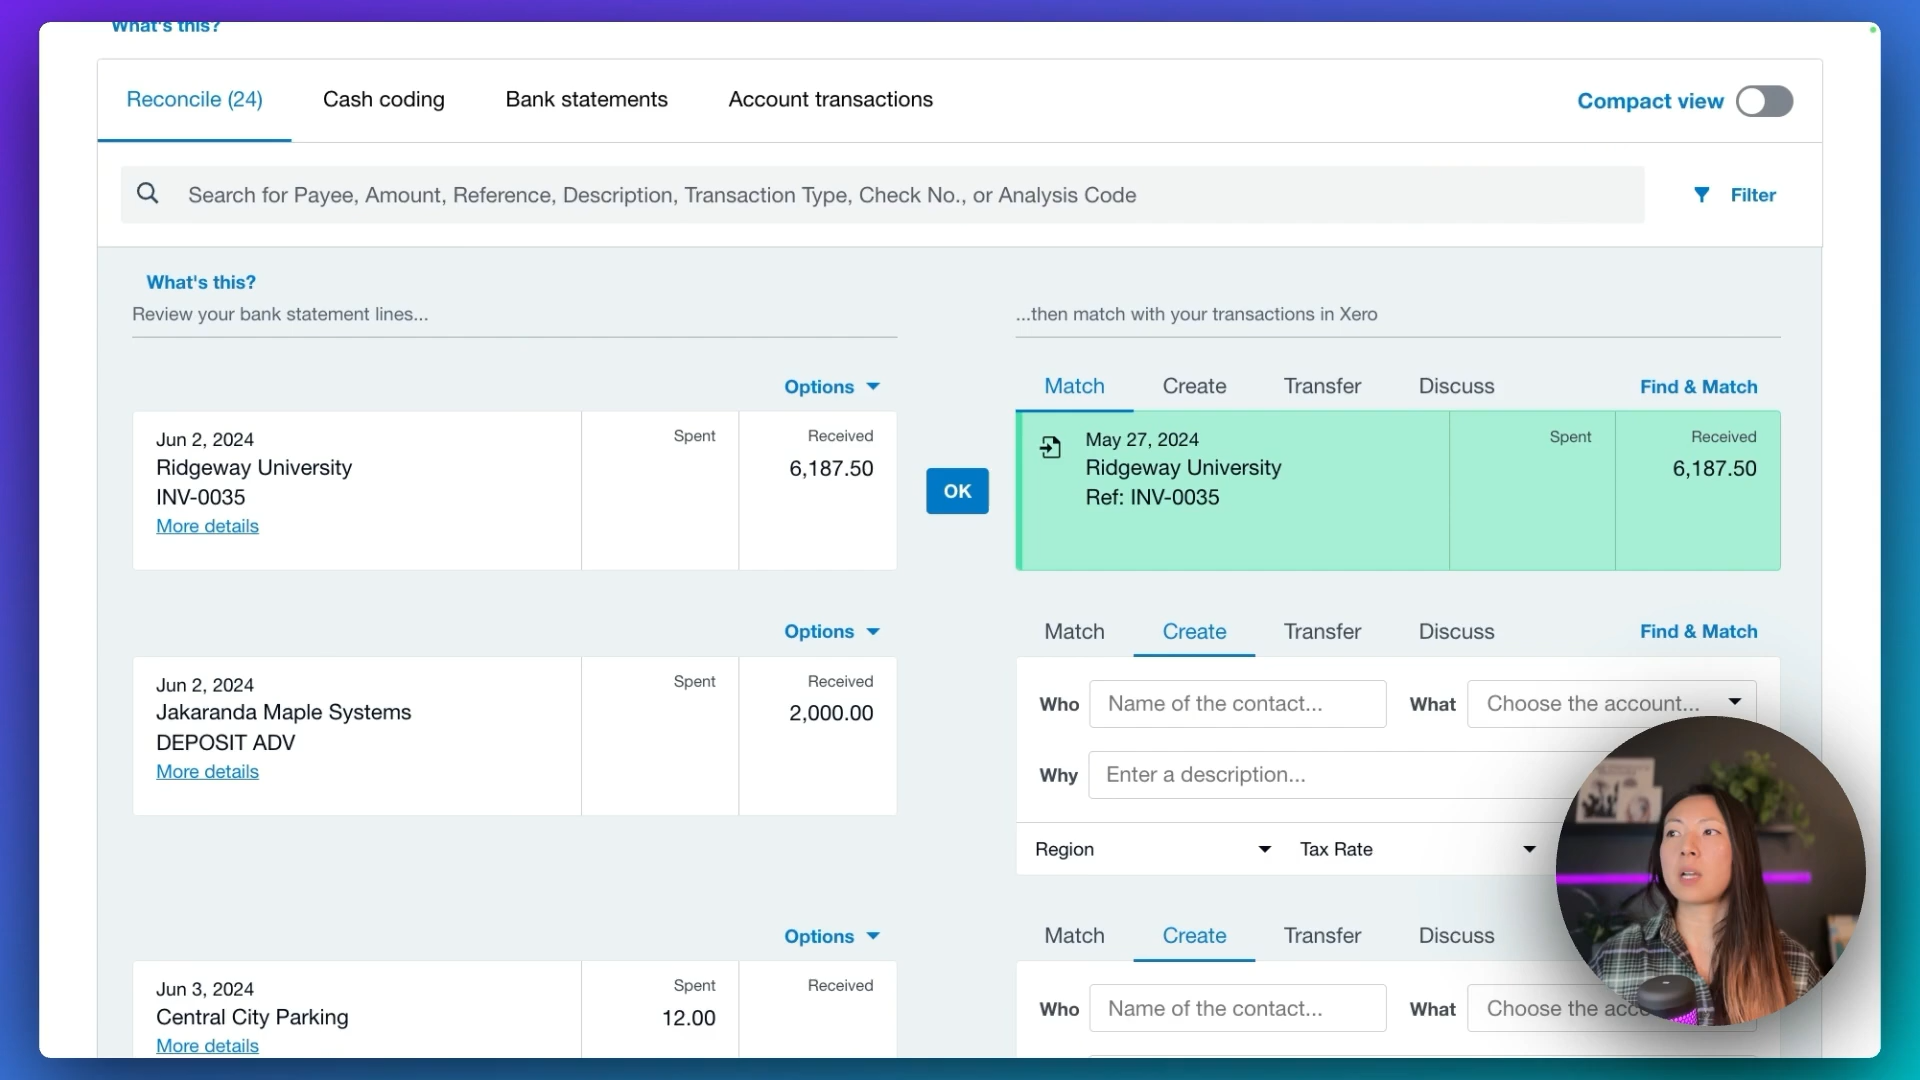 What's this?
Reconcile (24)
Cash coding
Bank statements
Account transactions
Compact view
Search for Payee, Amount, Reference, Description, Transaction Type, Check No., or Analysis Code
Filter
What's this?
Review your bank statement lines...
...then match with your transactions in Xero
Options
Match
Create
Transfer
Discuss
Find & Match
Jun 2, 2024
Ridgeway University
INV-0035
More details
Spent
Received
6,187.50
OK
May 27, 2024
Ridgeway University
Ref: INV-0035
Spent
Received
6,187.50
Options
Match
Create
Transfer
Discuss
Find & Match
Jun 2, 2024
Jakaranda Maple Systems
DEPOSIT ADV
More details
Spent
Received
2,000.00
Who
Name of the contact...
What
Choose the account...
Why
Enter a description...
Region
Tax Rate
Options
Match
Create
Transfer
Discuss
Jun 3, 2024
Central City Parking
More details
Spent
12.00
Received
Who
Name of the contact...
What
Choose the